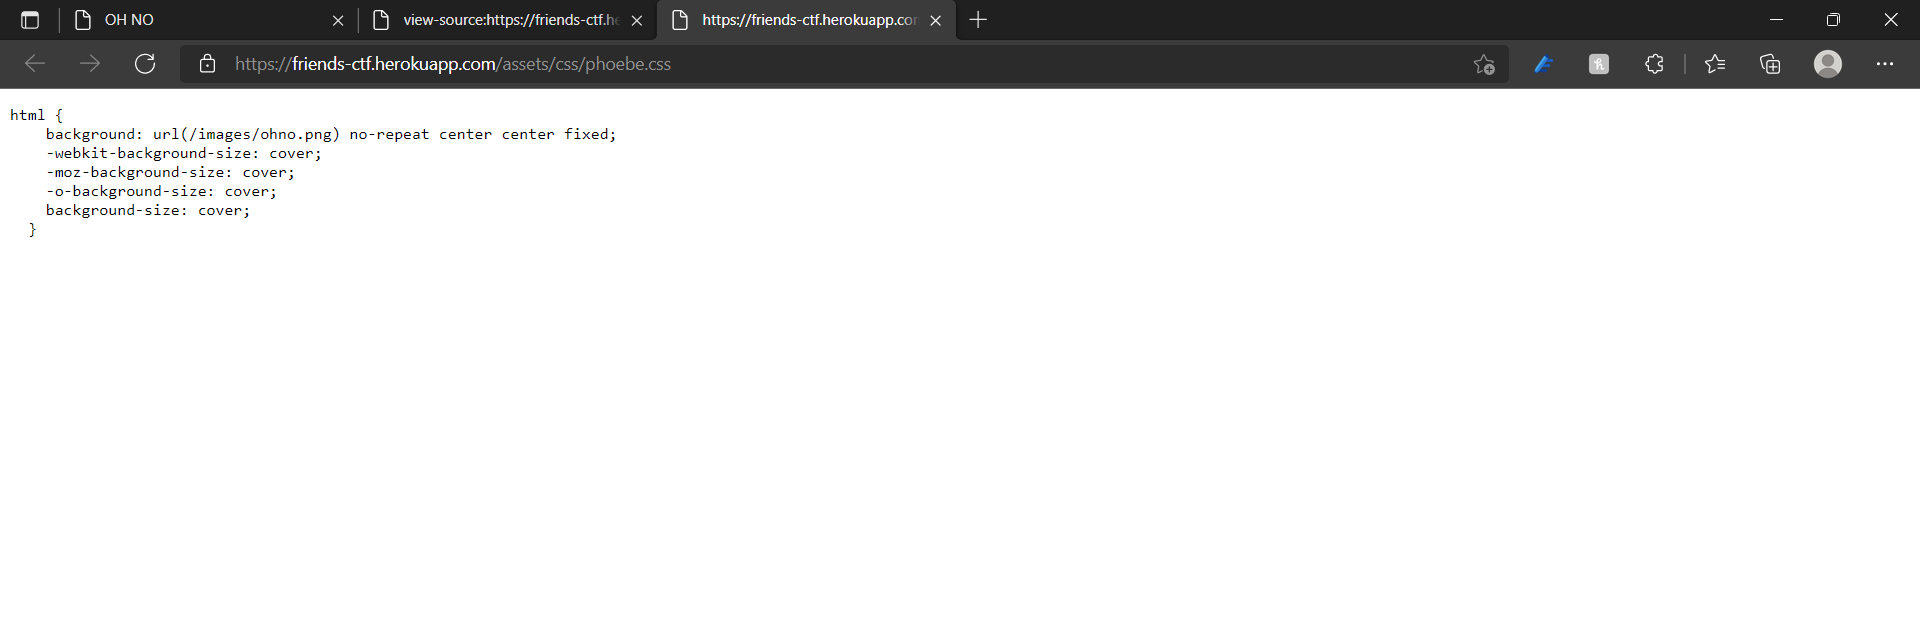 OH NO
view-source:https://friends-ctf.he
https://friends-ctf.herokuapp.co
https://friends-ctf.herokuapp.com/assets/css/phoebe.css
html {
    background: url(/images/ohno.png) no-repeat center center fixed;
    -webkit-background-size: cover;
    -moz-background-size: cover;
    -o-background-size: cover;
    background-size: cover;
  }